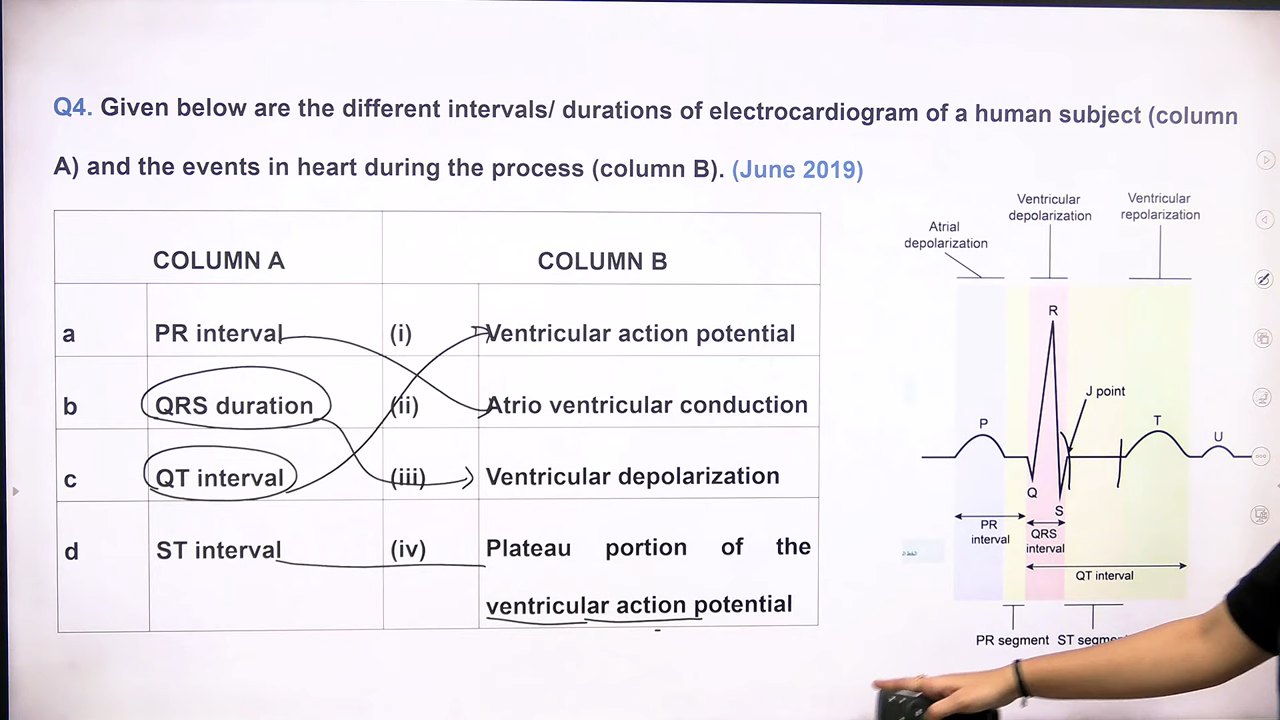 Q4. Given below are the different intervals/ durations of electrocardiogram of a human subject (column
A) and the events in heart during the process (column B). (June 2019)
COLUMN A
COLUMN B
a PR interval (i) Ventricular action potential
b QRS duration (ii) Atrio ventricular conduction
c QT interval (iii) Ventricular depolarization
d ST interval (iv) Plateau portion of the
ventricular action potential
Atrial
depolarization
Ventricular
depolarization
Ventricular
repolarization
R
J point
P
T
U
Q
S
PR
interval
QRS
interval
QT interval
PR segment
ST